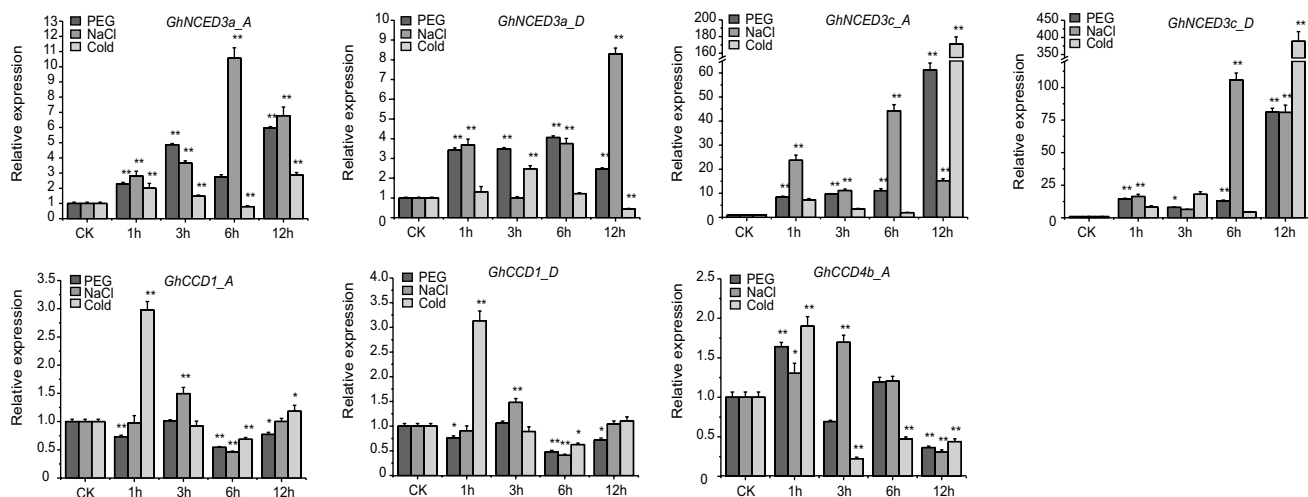 GhNCED3a_A
PEG
NaCl
Cold
Relative expression
13
12
11
10
9
8
7
6
5
4
3
2
1
0
** ** **
** ** **
** **
** ** **
CK 1h 3h 6h 12h
GhNCED3a_D
PEG
NaCl
Cold
Relative expression
10
9
8
7
6
5
4
3
2
1
0
** **
** **
** **
** ** **
CK 1h 3h 6h 12h
GhNCED3c_A
PEG
NaCl
Cold
Relative expression
180
160
140
120
100
60
50
40
30
20
10
0
** **
** **
** **
** ** **
CK 1h 3h 6h 12h
GhNCED3c_D
PEG
NaCl
Cold
Relative expression
450
400
350
100
75
50
25
0
** **
*
** **
** ** **
CK 1h 3h 6h 12h
GhCCD1_A
PEG
NaCl
Cold
Relative expression
3.5
3.0
2.5
2.0
1.5
1.0
0.5
0.0
** **
**
** ** **
* *
CK 1h 3h 6h 12h
GhCCD1_D
PEG
NaCl
Cold
Relative expression
4.0
3.5
3.0
2.5
2.0
1.5
1.0
0.5
0.0
* **
**
** ** *
*
CK 1h 3h 6h 12h
GhCCD4b_A
PEG
NaCl
Cold
Relative expression
2.5
2.0
1.5
1.0
0.5
0.0
** * **
** **
**
** ** **
CK 1h 3h 6h 12h